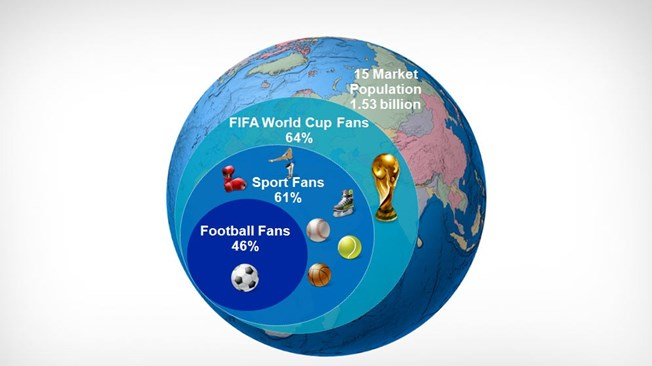 15 Market
Population
1.53 billion
FIFA World Cup Fans
64%
Sport Fans
61%
Football Fans
46%